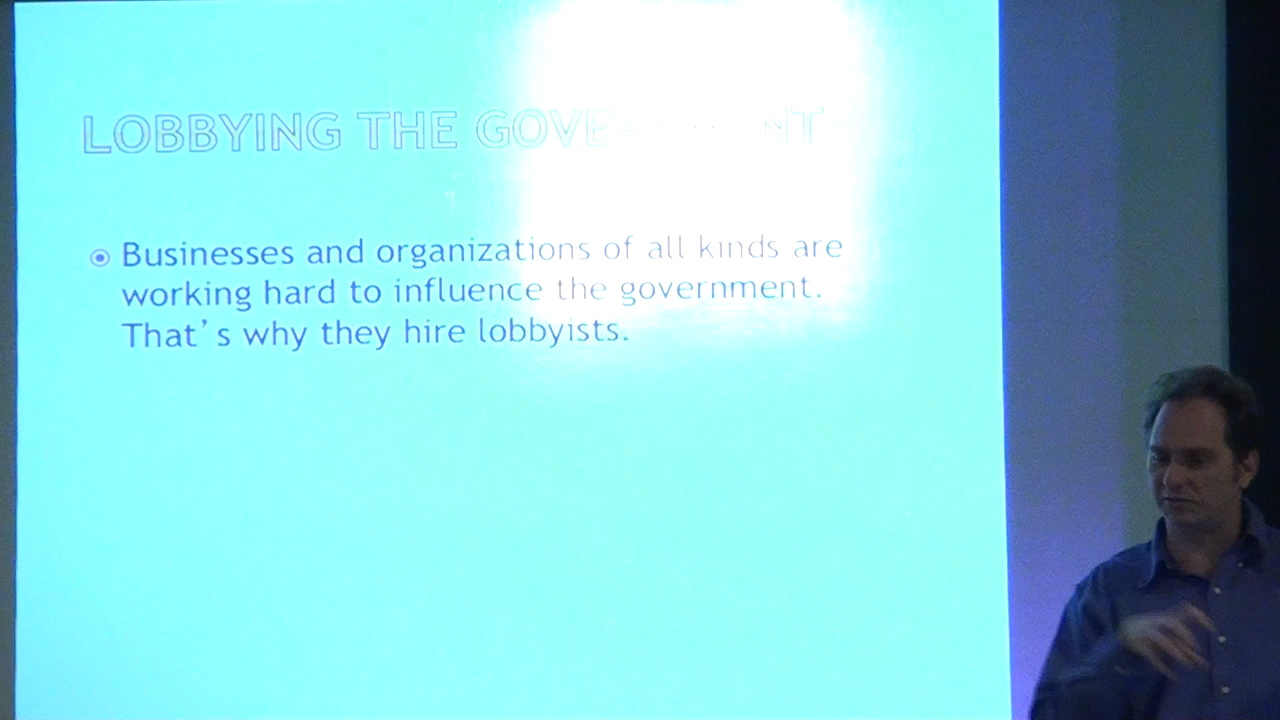 LOBBYING THE GOVERNMENT
Businesses and organizations of all kinds are
working hard to influence the government.
That's why they hire lobbyists.